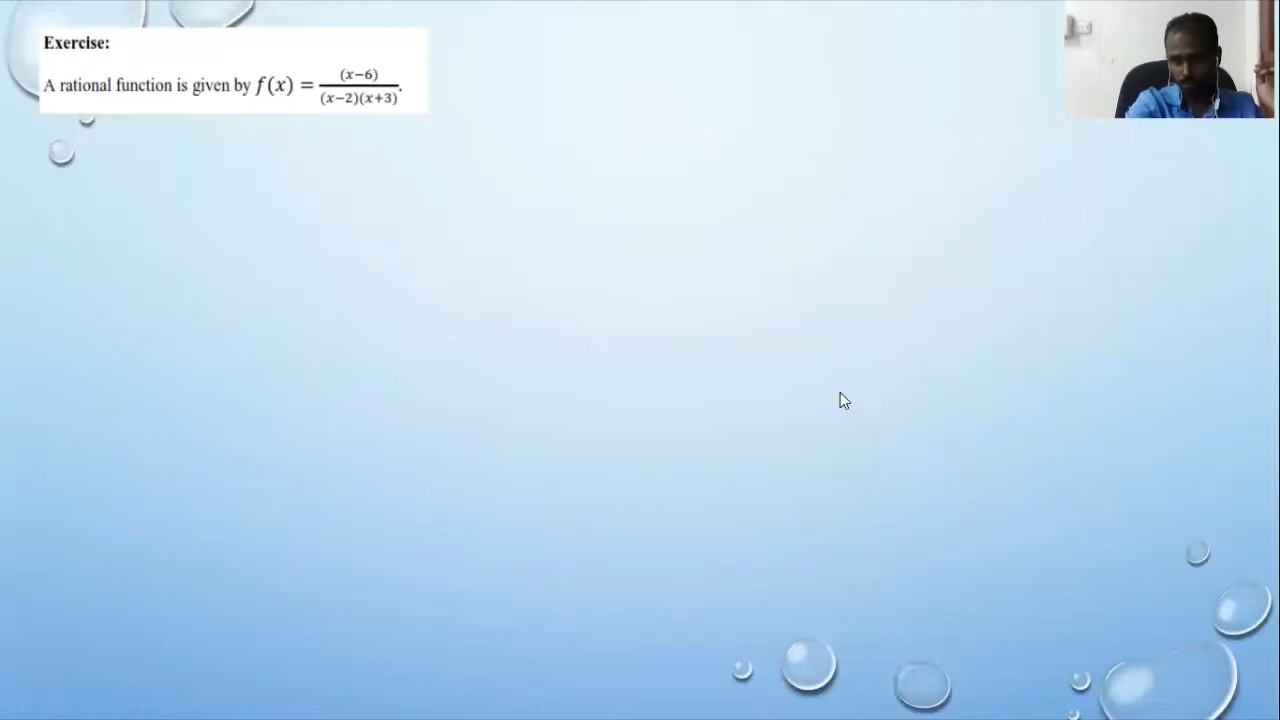 Exercise:
A rational function is given by f(x) = (x−6)/((x−2)(x+3)).